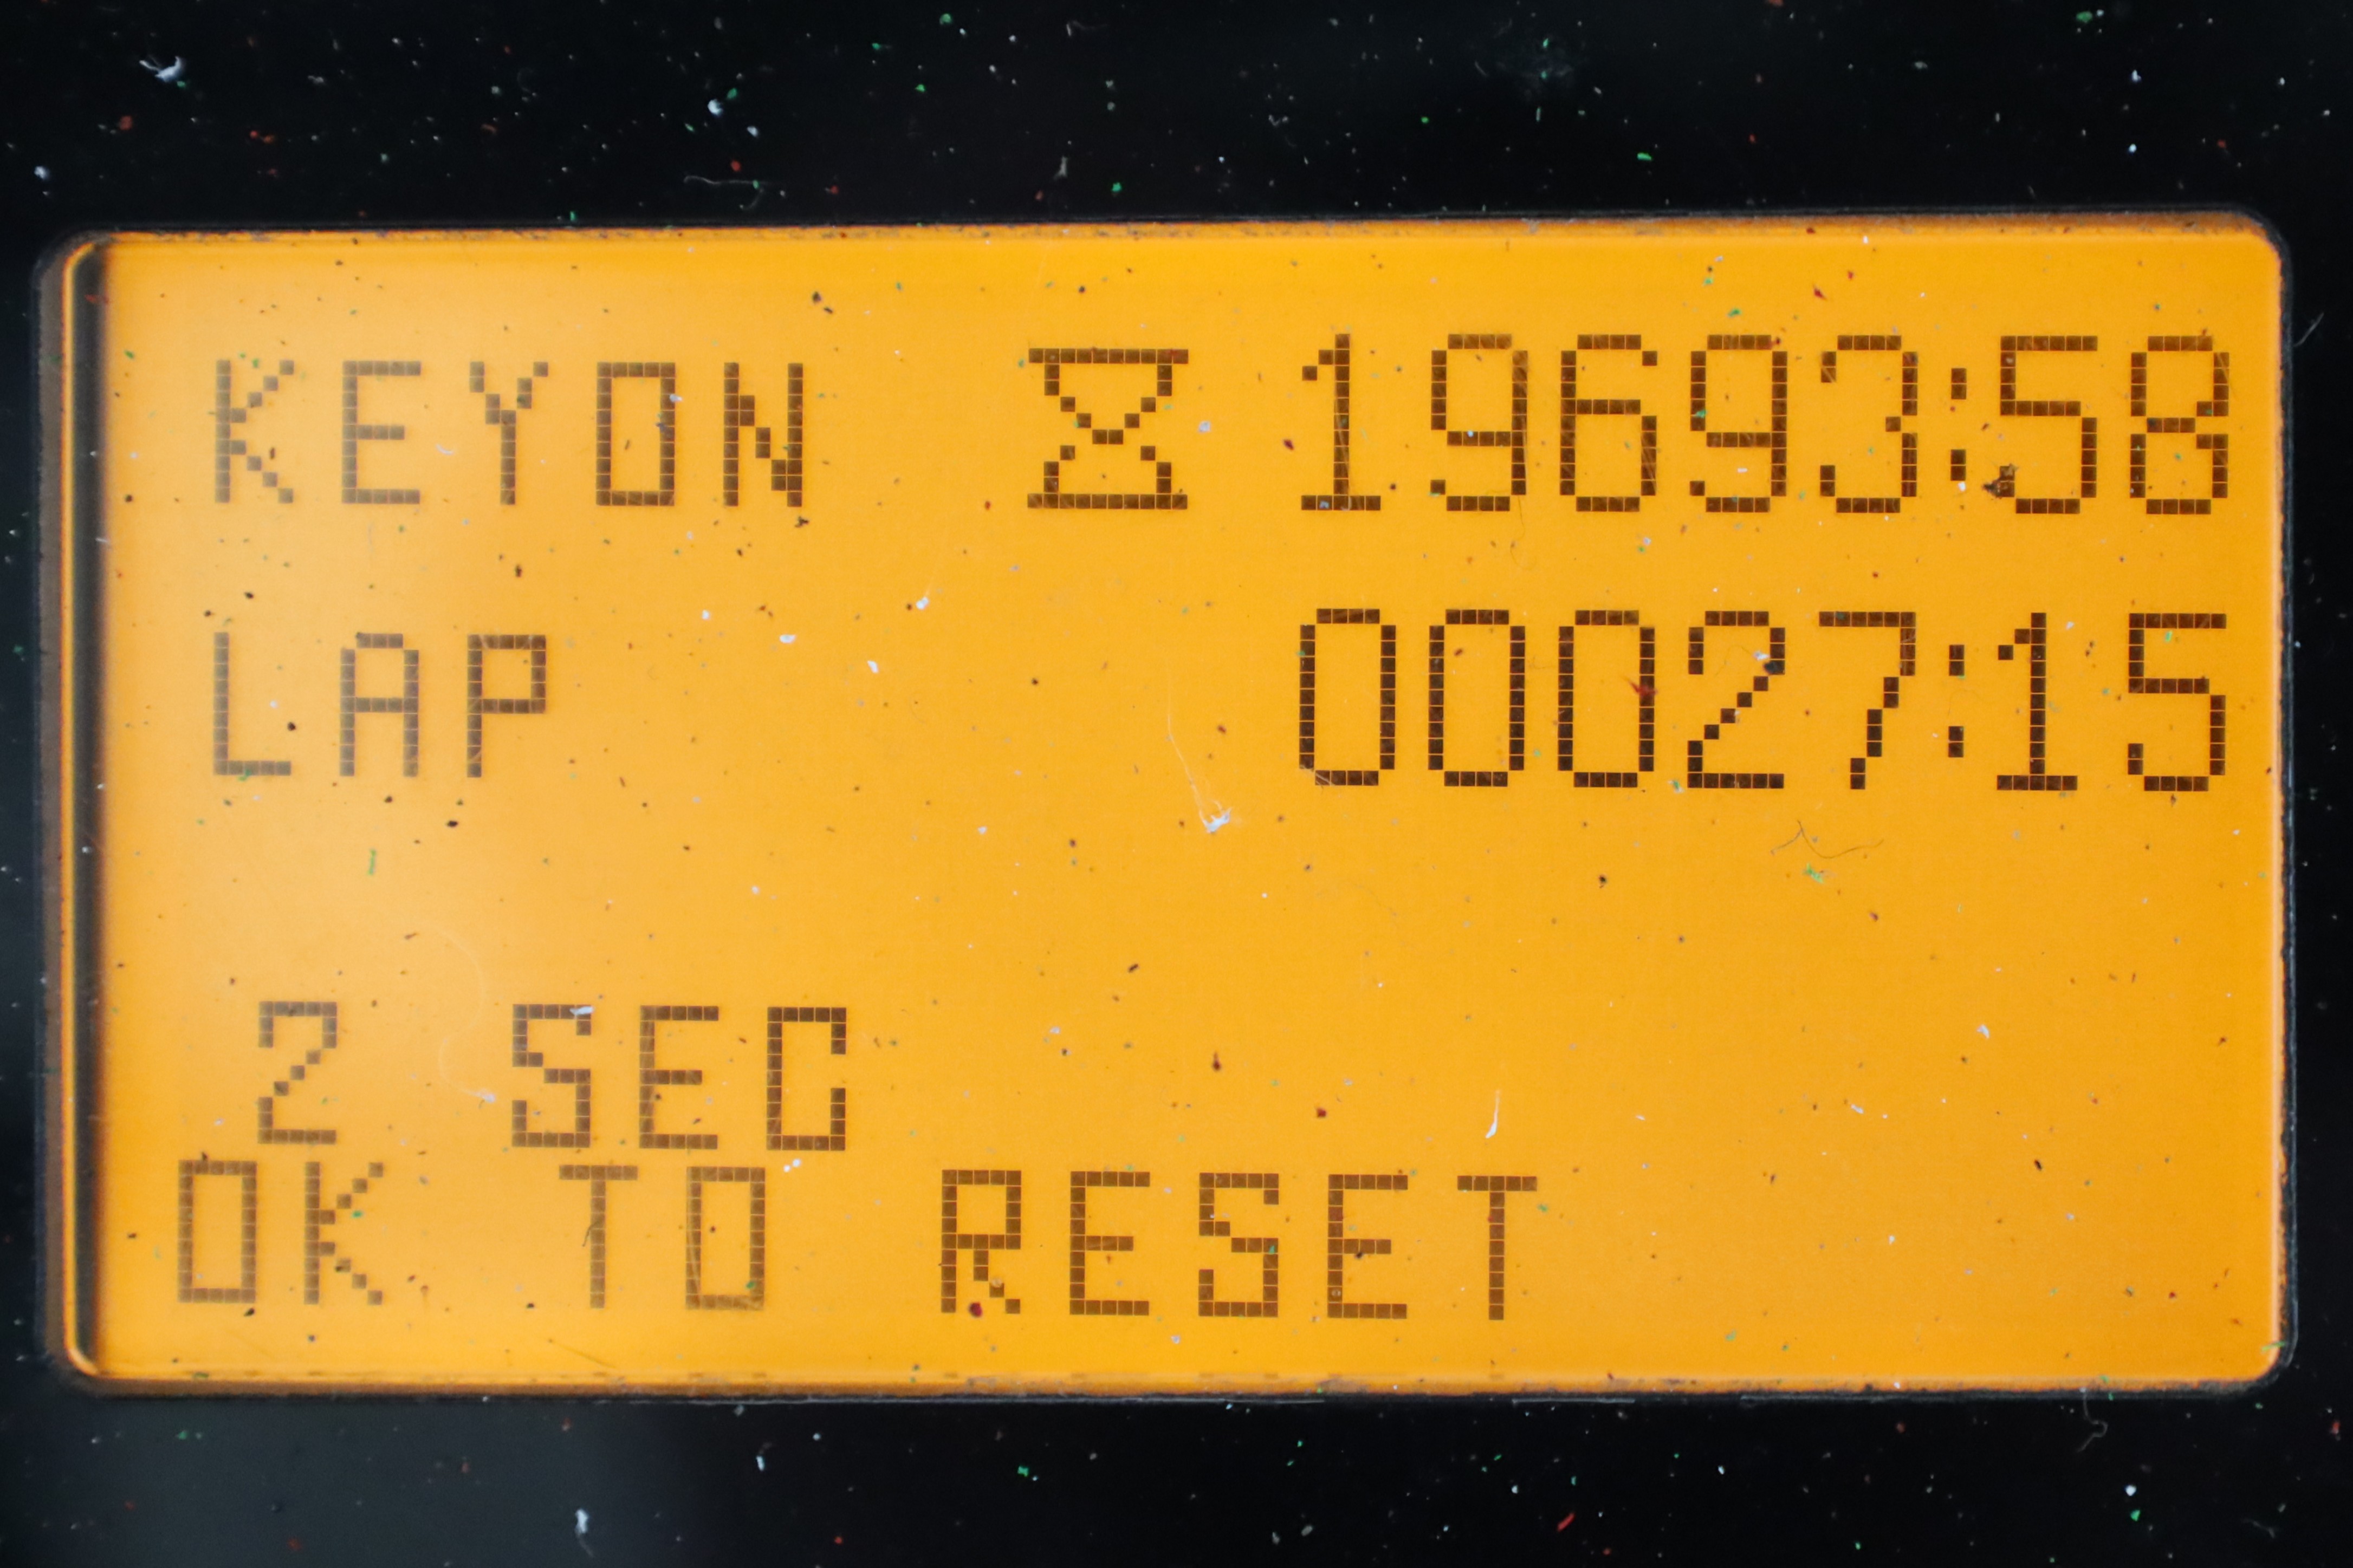 KEYON 19693:58
LAP 00027:15
2 SEC
OK TO RESET